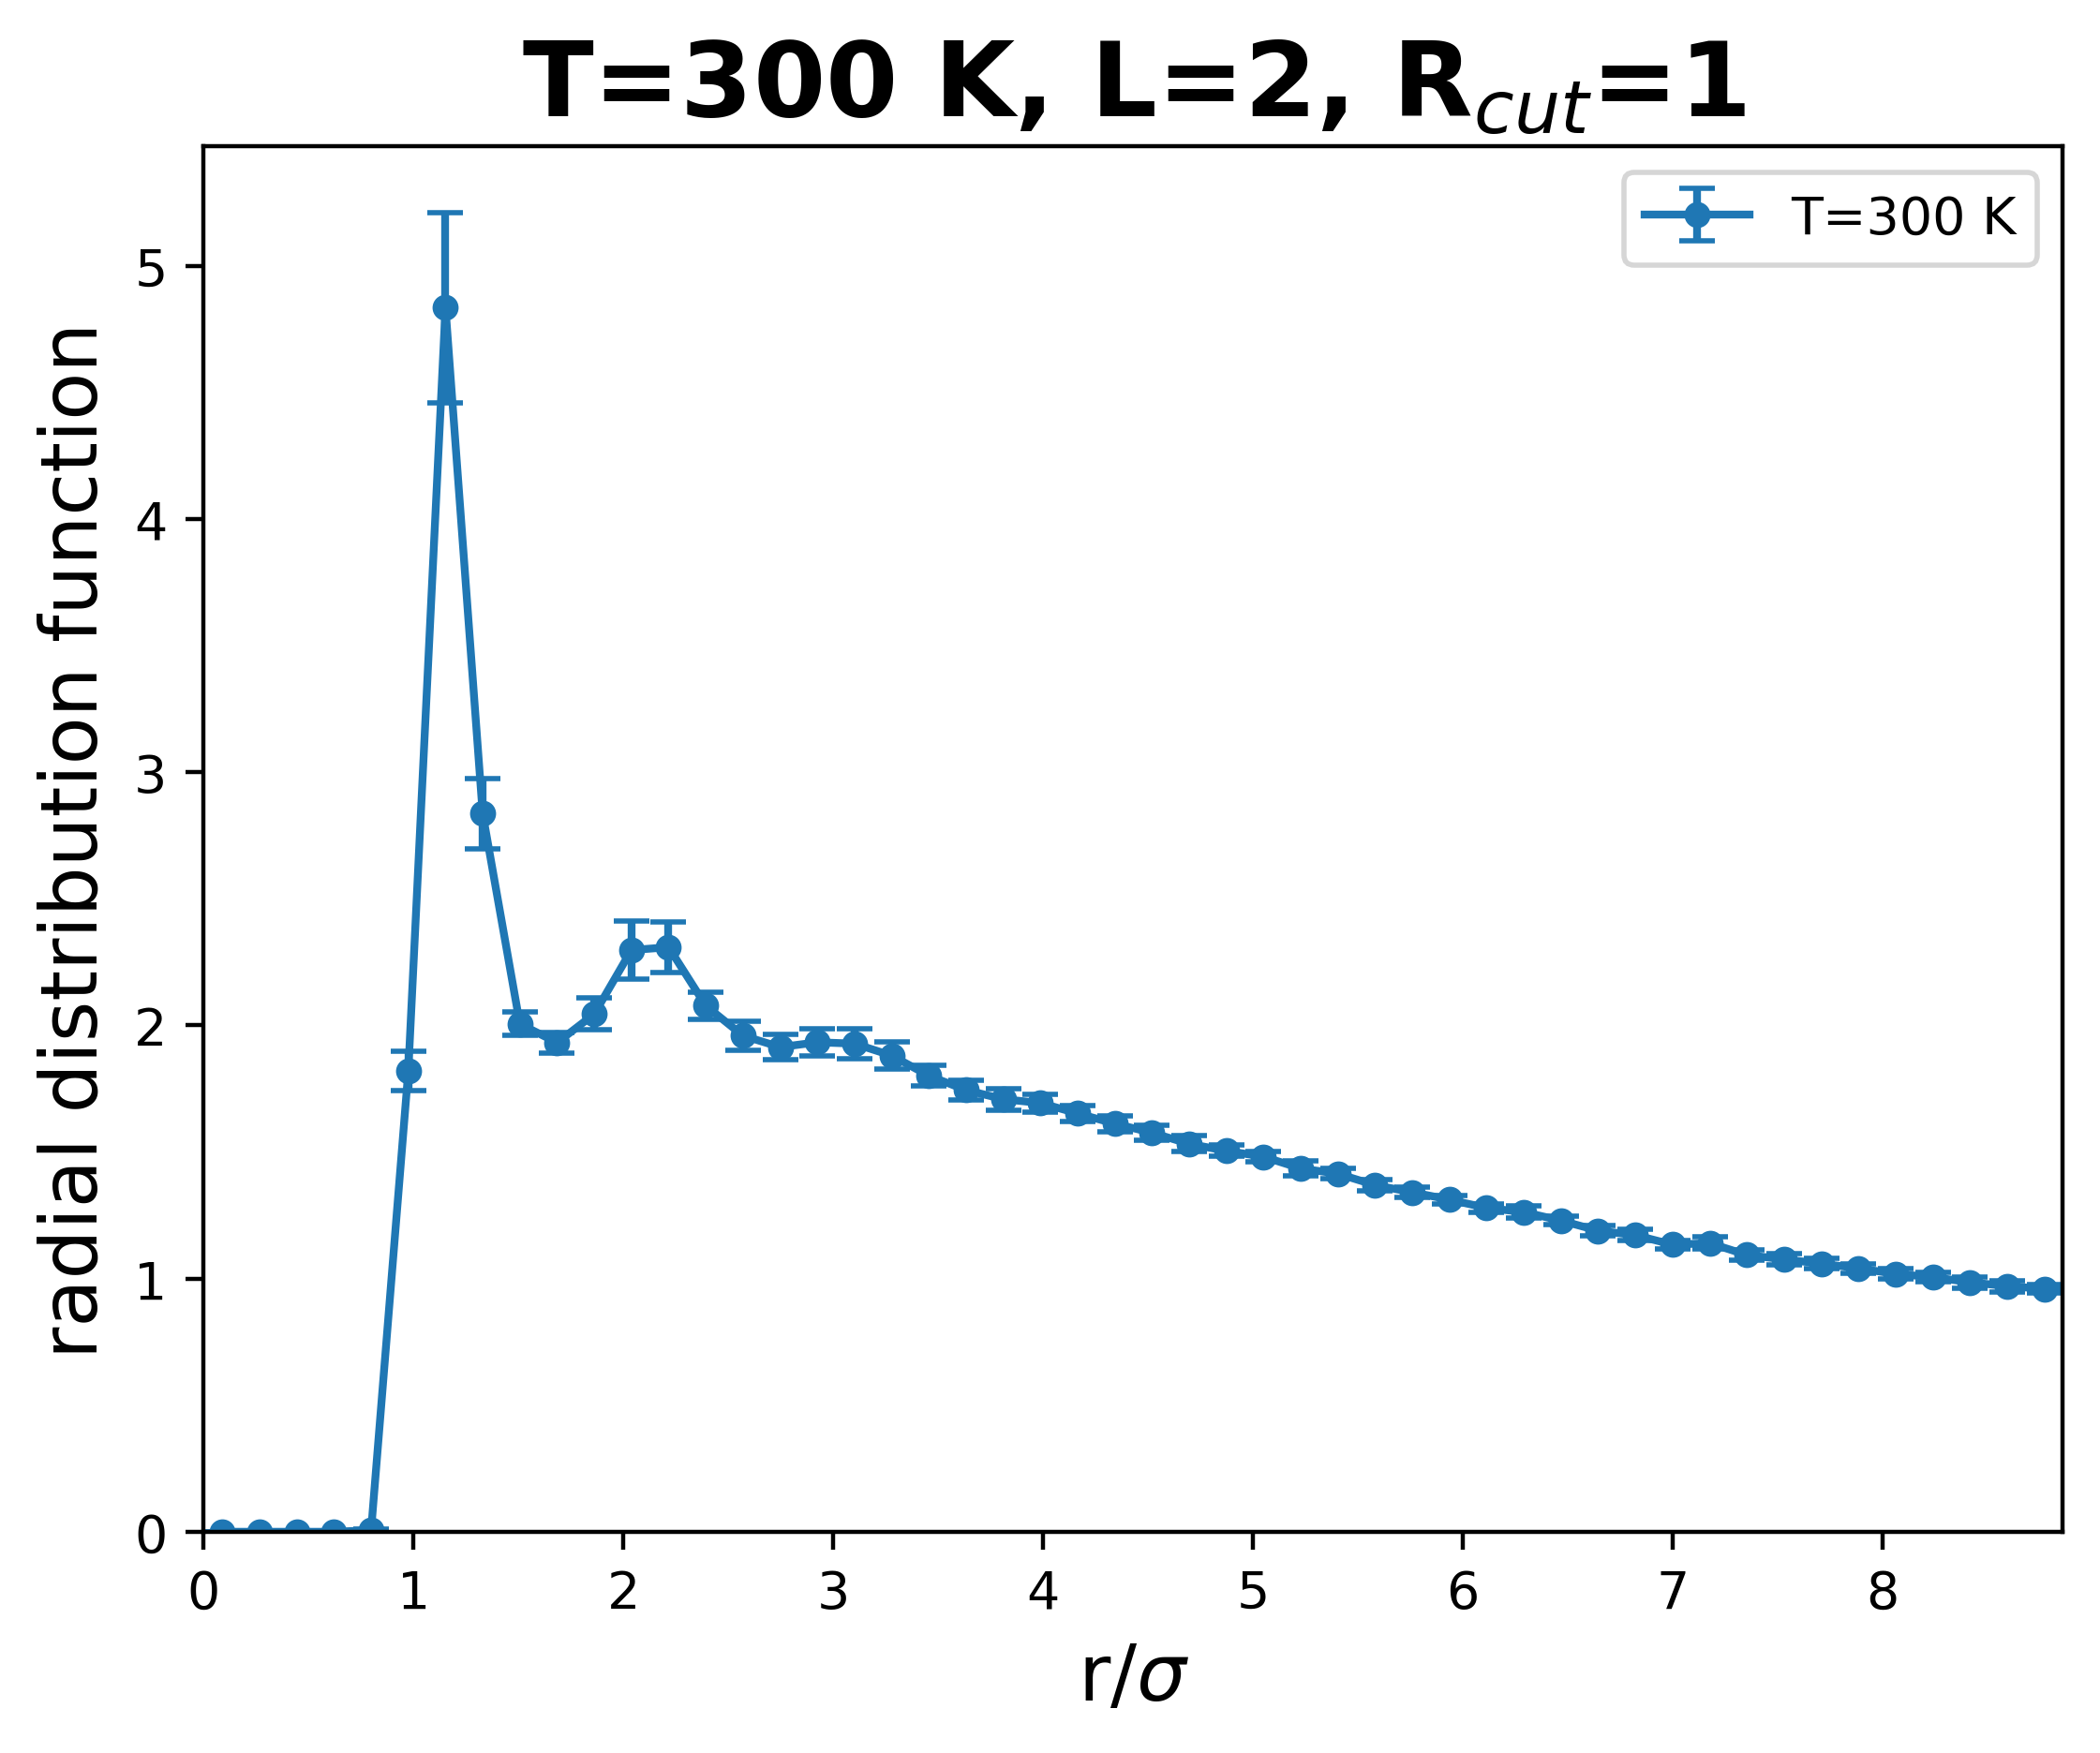 T=300 K, L=2, Rcut=1
T=300 K
radial distribution function
5
4
3
2
1
0
0 1 2 3 4 5 6 7 8
r/σ